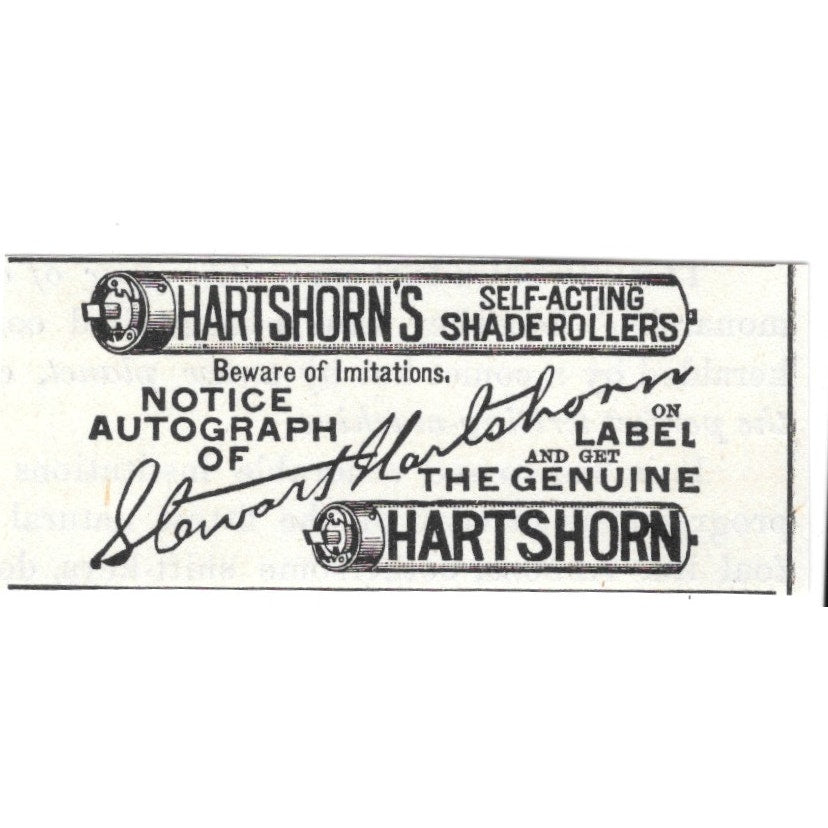 HARTSHORN'S SELF-ACTING
SHADE ROLLERS
Beware of Imitations.
NOTICE
AUTOGRAPH
OF
Stewart Hartshorn
ON
LABEL
AND GET
THE GENUINE
HARTSHORN